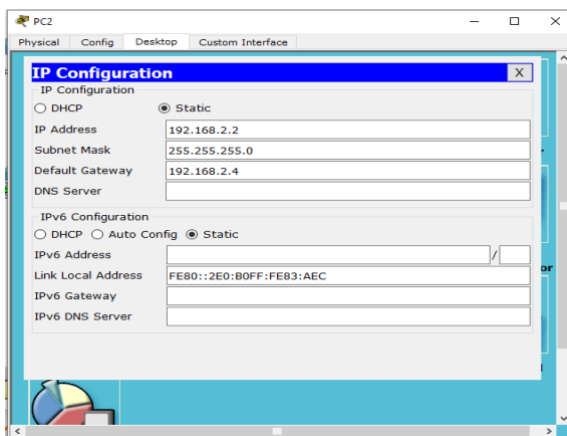 PC2
Physical Config Desktop Custom Interface
IP Configuration X
IP Configuration
DHCP Static
IP Address 192.168.2.2
Subnet Mask 255.255.255.0
Default Gateway 192.168.2.4
DNS Server
IPv6 Configuration
DHCP Auto Config Static
IPv6 Address /
Link Local Address FE80::2E0:B0FF:FE83:AEC
IPv6 Gateway
IPv6 DNS Server
or